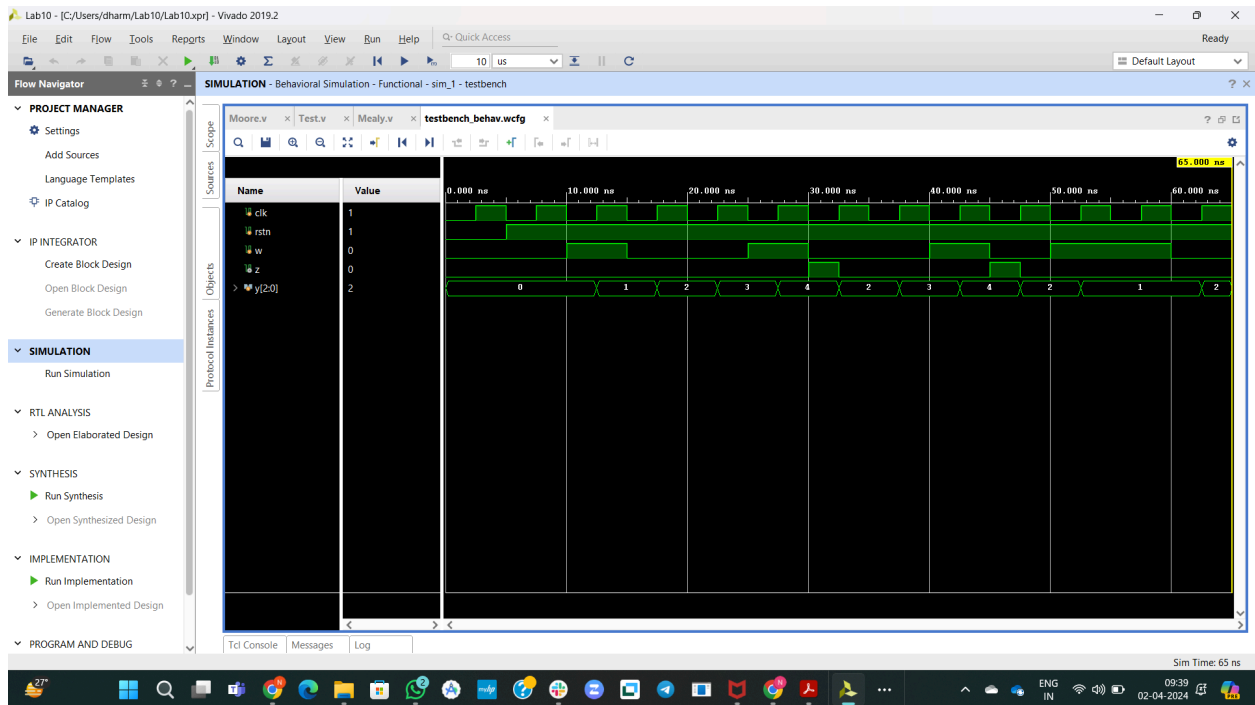 Lab10 - [C:/Users/dharm/Lab10/Lab10.xpr] - Vivado 2019.2
File Edit Flow Tools Reports Window Layout View Run Help Q- Quick Access Ready
10 us Default Layout
Flow Navigator SIMULATION - Behavioral Simulation - Functional - sim_1 - testbench
PROJECT MANAGER
Settings
Add Sources
Language Templates
IP Catalog
IP INTEGRATOR
Create Block Design
Open Block Design
Generate Block Design
SIMULATION
Run Simulation
RTL ANALYSIS
Open Elaborated Design
SYNTHESIS
Run Synthesis
Open Synthesized Design
IMPLEMENTATION
Run Implementation
Open Implemented Design
PROGRAM AND DEBUG
Scope
Sources
Objects
Protocol Instances
Moore.v Test.v Mealy.v testbench_behav.wcfg
65.000 ns
Name Value 0.000 ns 10.000 ns 20.000 ns 30.000 ns 40.000 ns 50.000 ns 60.000 ns
clk 1
rstn 1
w 0
z 0
y[2:0] 2 0 1 2 3 4 2 3 4 2 1 2
Tcl Console Messages Log
Sim Time: 65 ns
27°
myhp
2
ENG
IN
09:39
02-04-2024
PRE